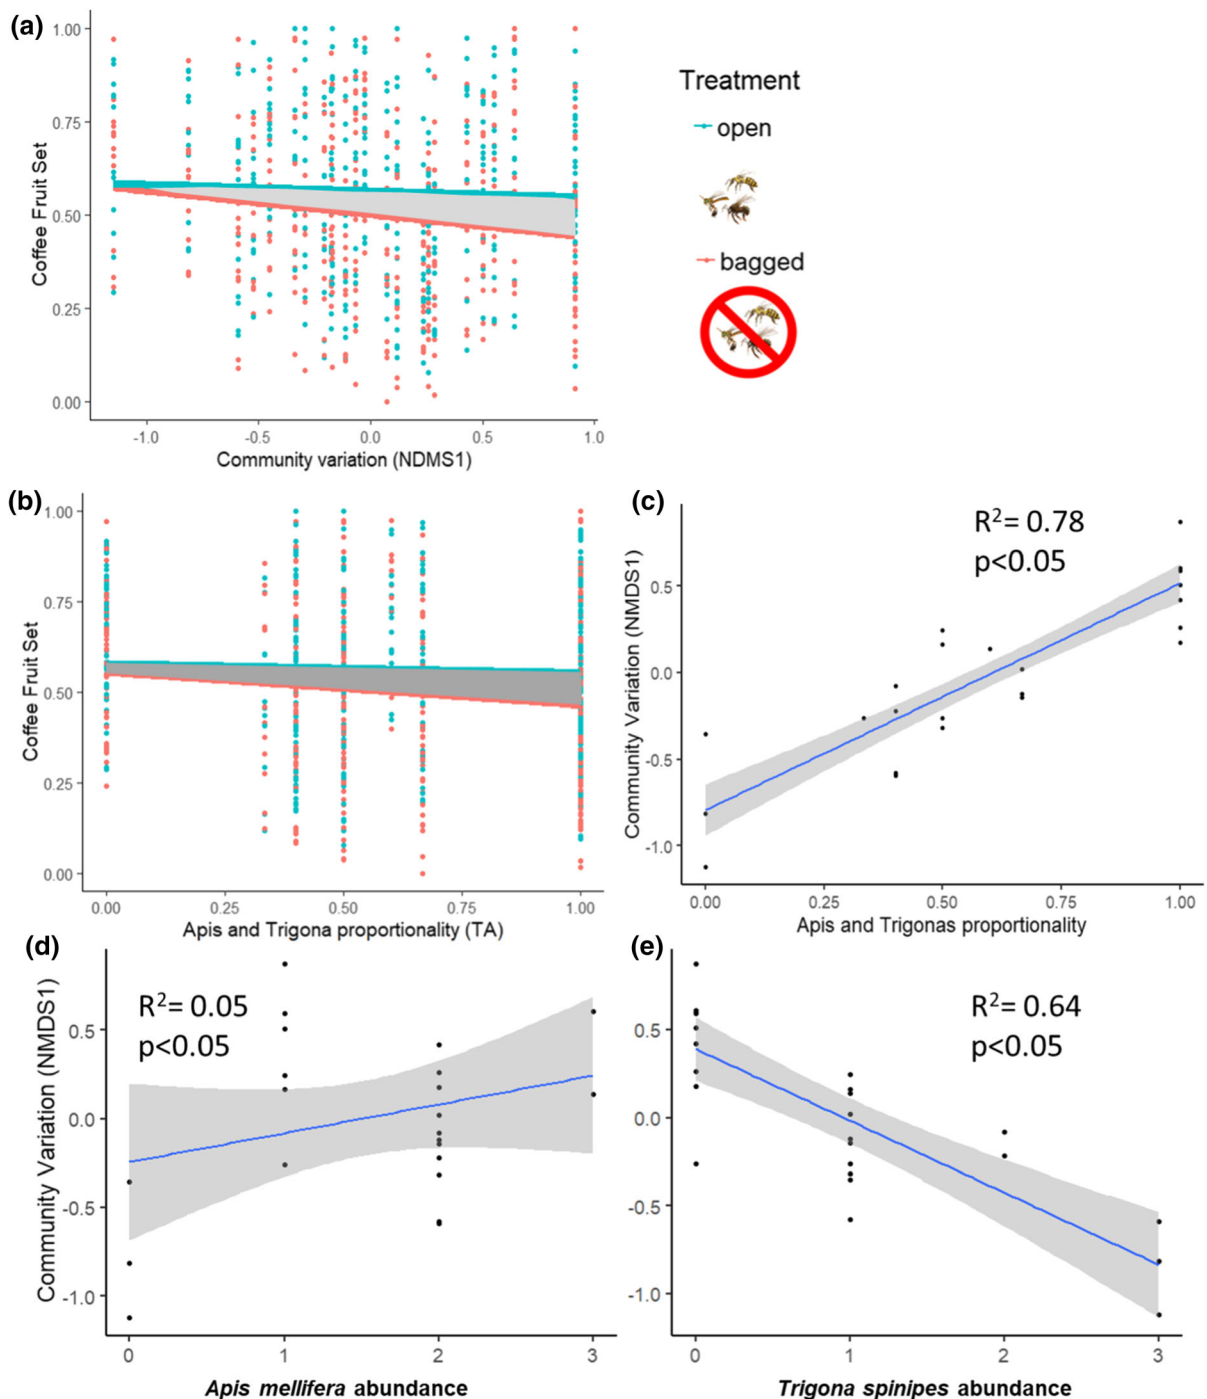 (a)
Coffee Fruit Set
1.00
0.75
0.50
0.25
0.00
-1.0
-0.5
0.0
0.5
1.0
Community variation (NDMS1)
Treatment
open
bagged
(b)
Coffee Fruit Set
1.00
0.75
0.50
0.25
0.00
0.00
0.25
0.50
0.75
1.00
Apis and Trigona proportionality (TA)
(c)
Community Variation (NMDS1)
0.5
0.0
-0.5
-1.0
R²= 0.78
p<0.05
0.00
0.25
0.50
0.75
1.00
Apis and Trigonas proportionality
(d)
Community Variation (NMDS1)
0.5
0.0
-0.5
-1.0
R²= 0.05
p<0.05
0
1
2
3
Apis mellifera abundance
(e)
0.5
0.0
-0.5
-1.0
R²= 0.64
p<0.05
0
1
2
3
Trigona spinipes abundance